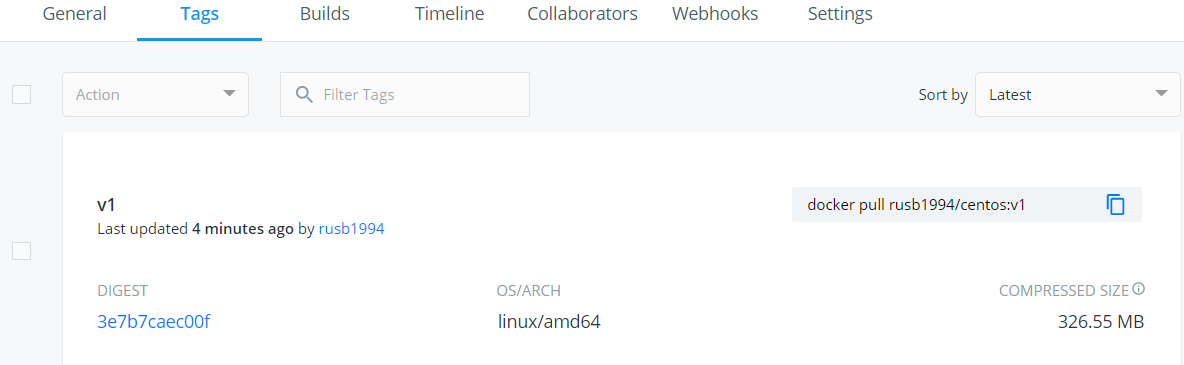 General Tags Builds Timeline Collaborators Webhooks Settings
Action Filter Tags Sort by Latest
v1 docker pull rusb1994/centos:v1
Last updated 4 minutes ago by rusb1994
DIGEST OS/ARCH COMPRESSED SIZE
3e7b7caec00f linux/amd64 326.55 MB